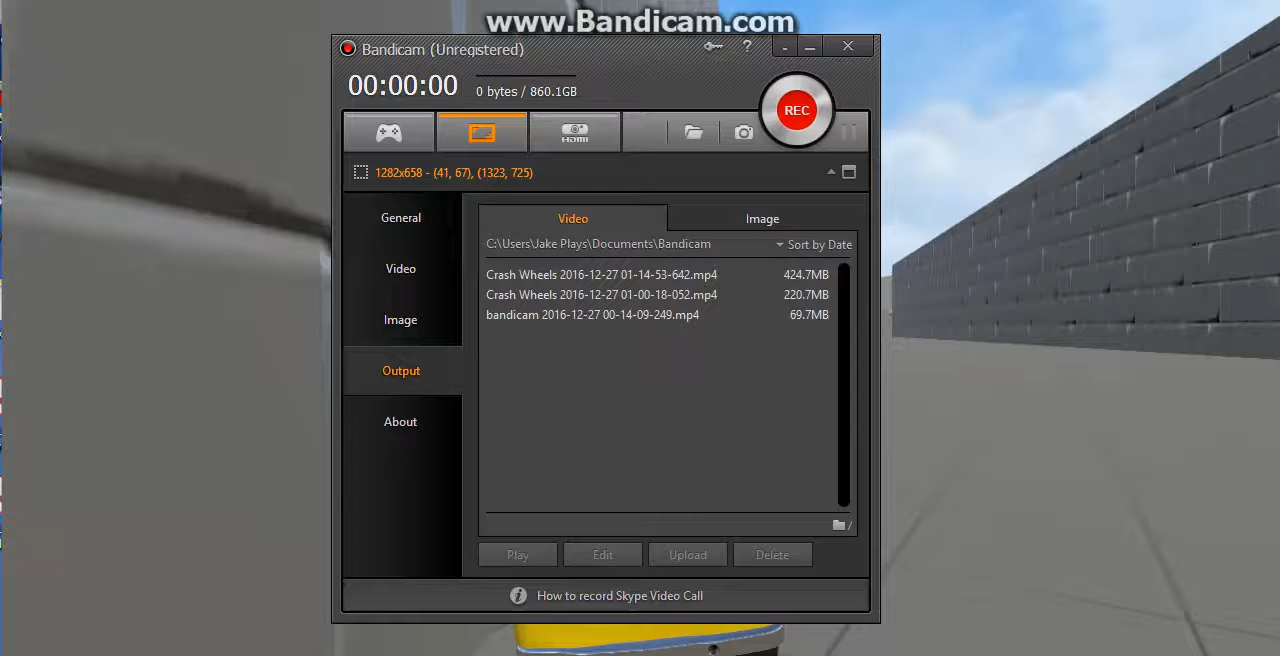 www.Bandicam.com
Bandicam (Unregistered)
?
00:00:00
0 bytes / 860.1GB
REC
HDMI
1282x658 - (41, 67), (1323, 725)
General
Video
Image
Output
About
Video
Image
C:\Users\Jake Plays\Documents\Bandicam
Sort by Date
Crash Wheels 2016-12-27 01-14-53-642.mp4
424.7MB
Crash Wheels 2016-12-27 01-00-18-052.mp4
220.7MB
bandicam 2016-12-27 00-14-09-249.mp4
69.7MB
/
Play
Edit
Upload
Delete
i
How to record Skype Video Call